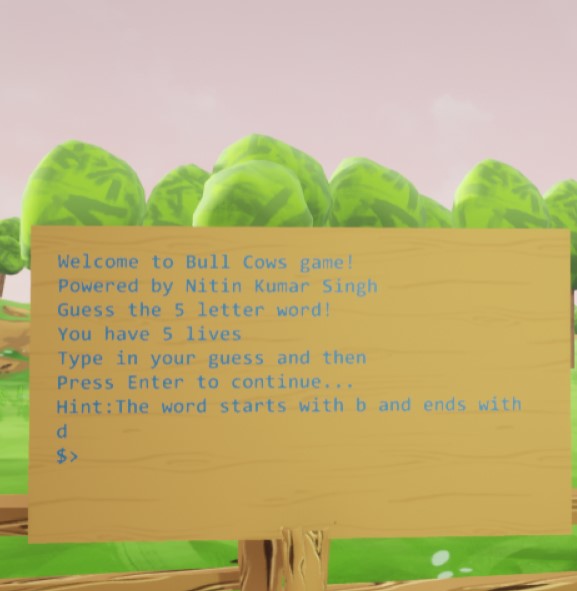 Welcome to Bull Cows game!
Powered by Nitin Kumar Singh
Guess the 5 letter word!
You have 5 lives
Type in your guess and then
Press Enter to continue...
Hint:The word starts with b and ends with
d
$>